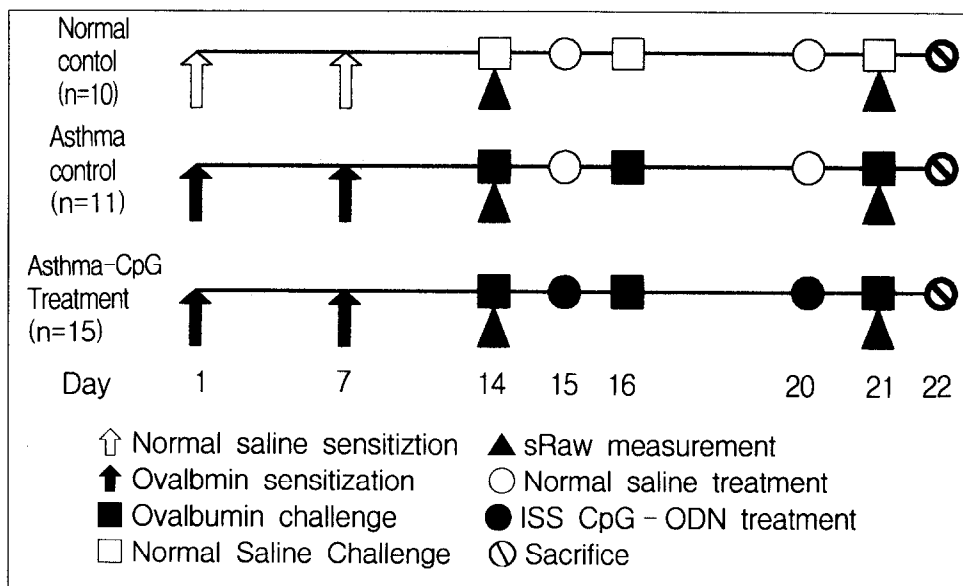 Normal
contol
(n=10)
Asthma
control
(n=11)
Asthma-CpG
Treatment
(n=15)
Day 1 7 14 15 16 20 21 22
Normal saline sensitiztion
Ovalbmin sensitization
Ovalbumin challenge
Normal Saline Challenge
sRaw measurement
Normal saline treatment
ISS CpG-ODN treatment
Sacrifice